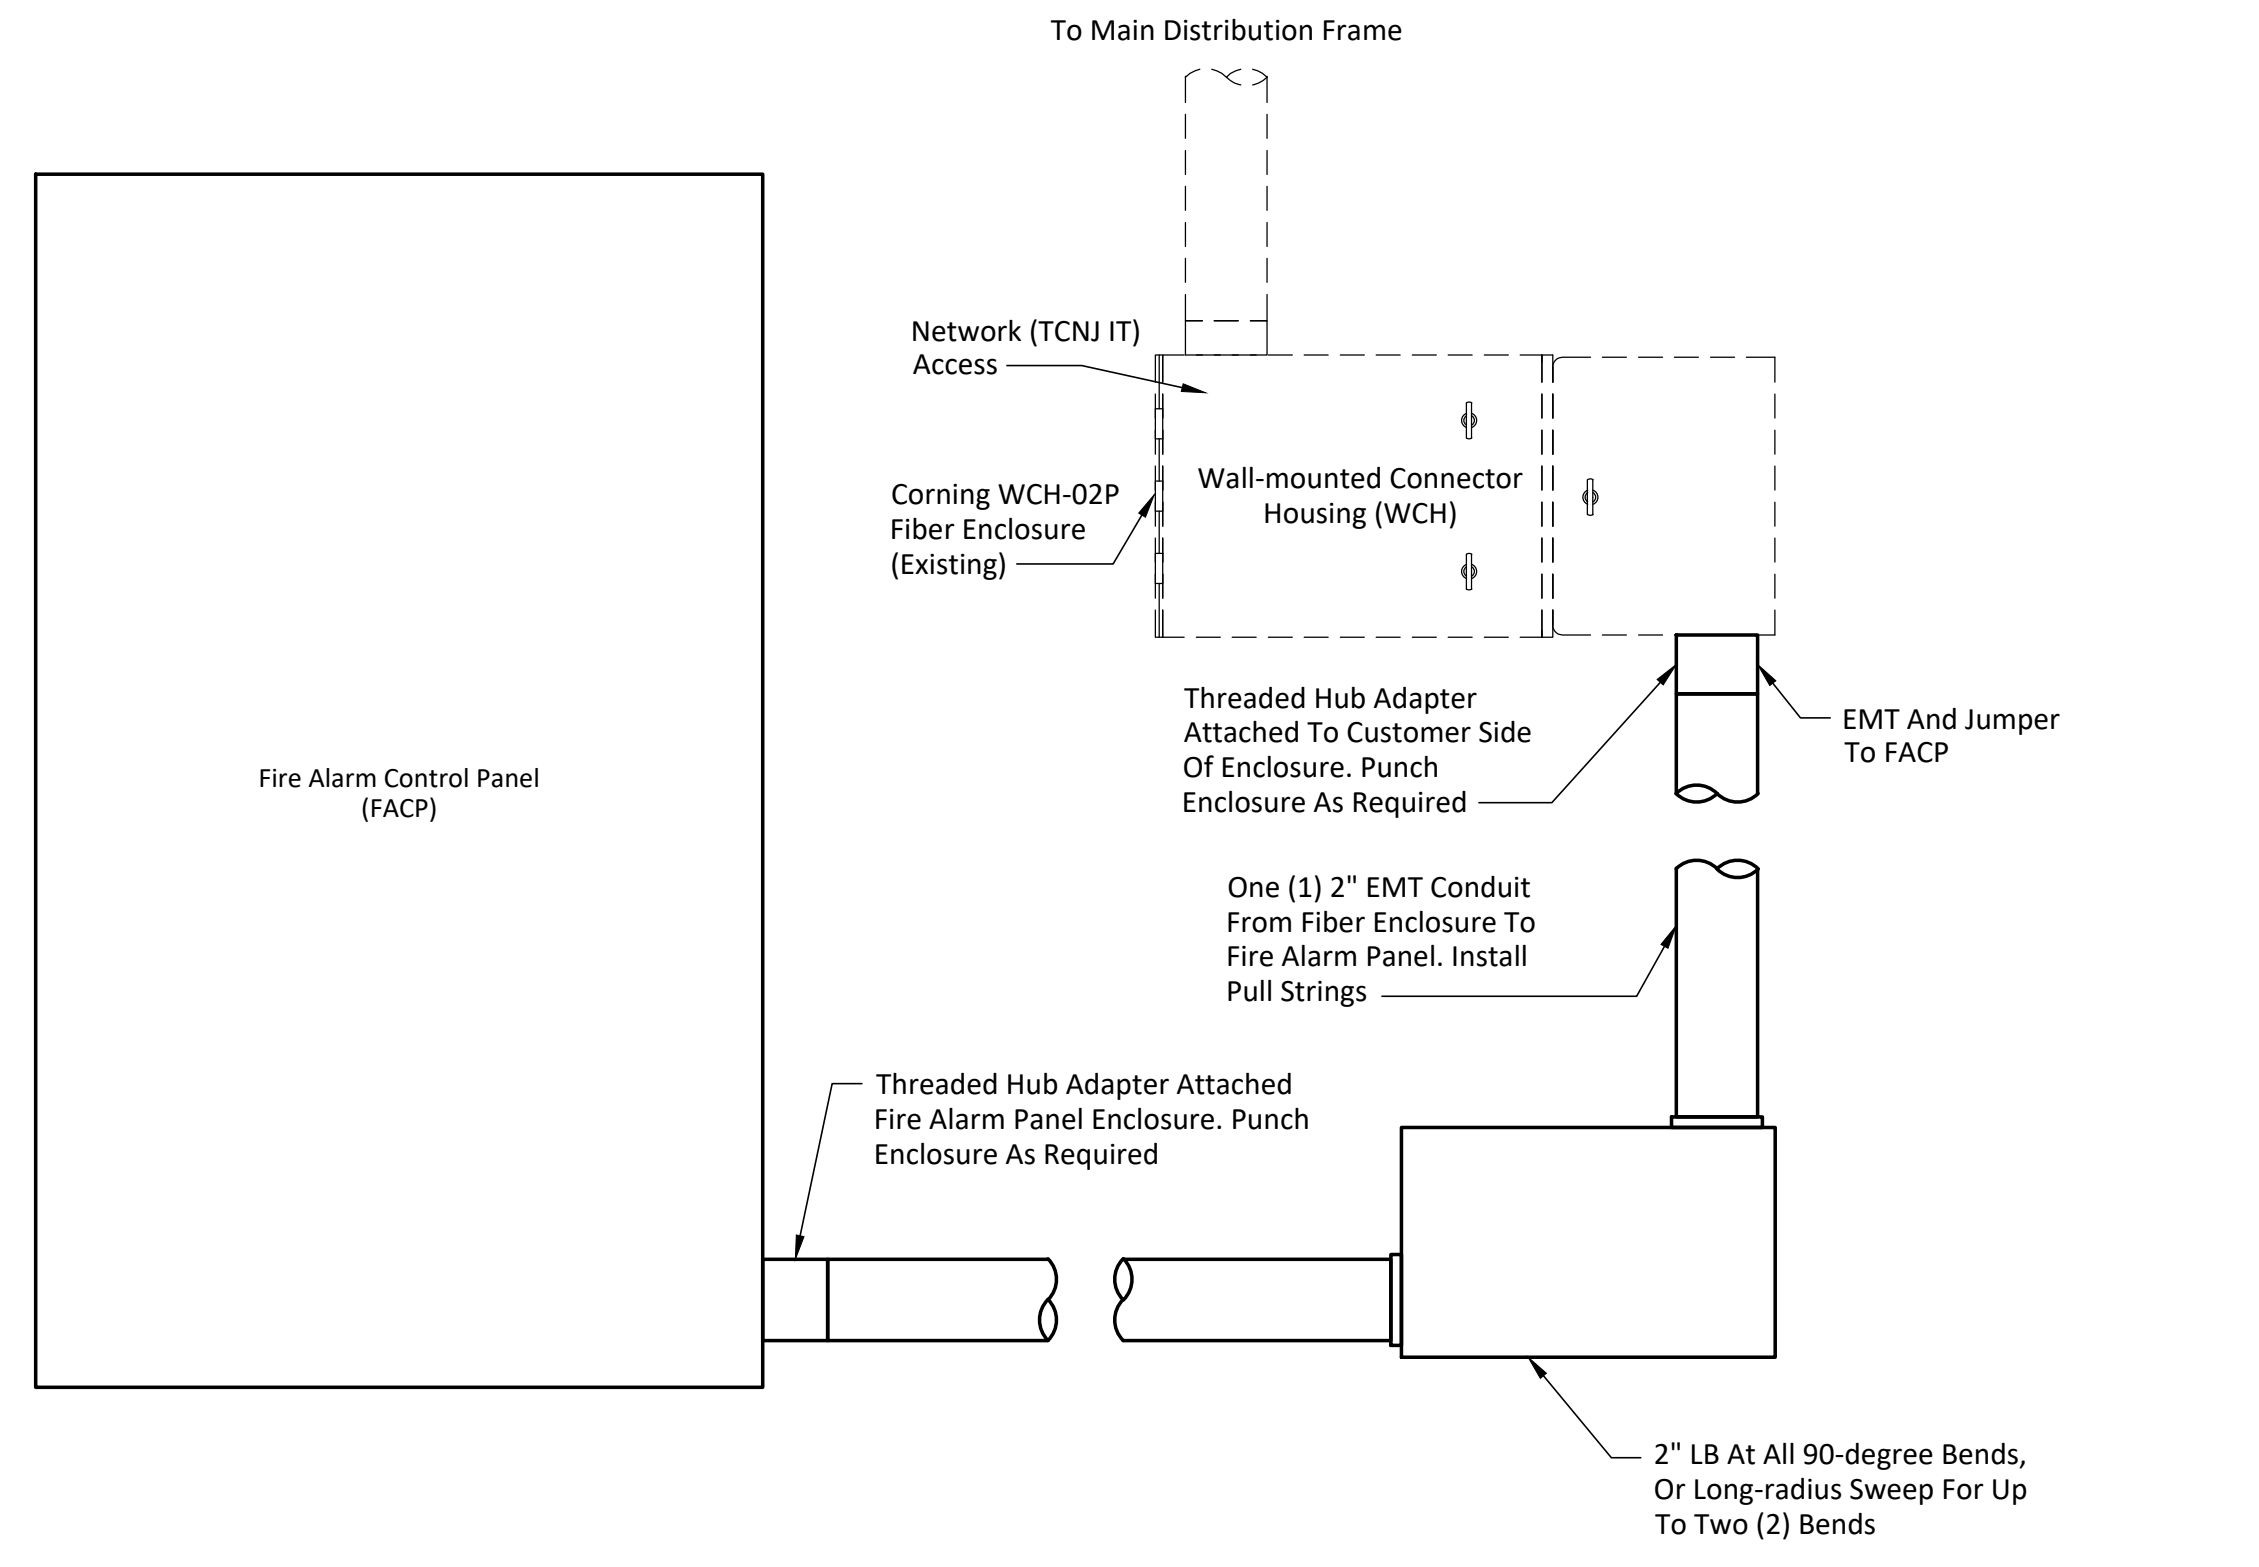 To Main Distribution Frame
Network (TCNJ IT)
Access
Corning WCH-02P
Fiber Enclosure
(Existing)
Wall-mounted Connector
Housing (WCH)
Threaded Hub Adapter
Attached To Customer Side
Of Enclosure. Punch
Enclosure As Required
EMT And Jumper
To FACP
Fire Alarm Control Panel
(FACP)
One (1) 2" EMT Conduit
From Fiber Enclosure To
Fire Alarm Panel. Install
Pull Strings
Threaded Hub Adapter Attached
Fire Alarm Panel Enclosure. Punch
Enclosure As Required
2" LB At All 90-degree Bends,
Or Long-radius Sweep For Up
To Two (2) Bends